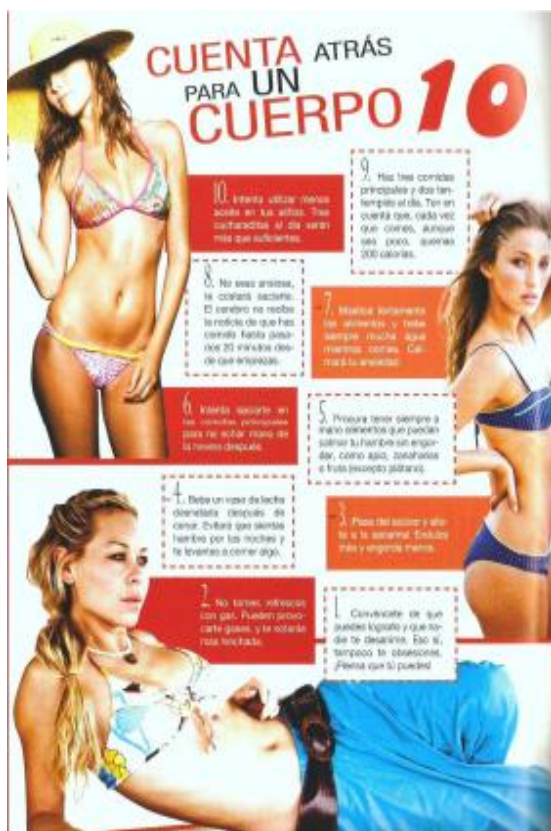 CUENTA ATRÁS
PARA UN
CUERPO 10
10. Intenta utilizar menos
aceite en tus aliños. Tres
cucharaditas al día serán
más que suficientes.
9. Haz tres comidas
principales y dos ten-
tempiés al día. Ten en
cuenta que, cada vez
que comes, aunque
sea poco, quemas
200 calorías.
8. No seas ansiosa,
te costará saciarte.
El cerebro no recibe
la noticia de que has
comido hasta pasa-
dos 20 minutos des-
de que empiezas.
7. Mastica lentamente
los alimentos y bebe
siempre mucha agua
mientras comes. Cal-
mará tu ansiedad.
6. Intenta saciarte en
las comidas principales
para no echar mano de
la nevera después.
5. Procura tener siempre a
mano alimentos que puedan
calmar tu hambre sin engor-
dar, como apio, zanahorias
o fruta (excepto plátano).
4. Bebe un vaso de leche
desnatada después de
cenar. Evitará que sientas
hambre por las noches y
te levantes a comer algo.
3. Pasa del azúcar y
a la sacarina! Endulza
más y engorda menos.
2. No tomes refrescos
con gas. Pueden provo-
carte gases, y te notarás
más hinchada.
1. Convéncete de que
puedes lograrlo y que na-
die te desanime. Eso sí,
tampoco te obsesiones.
¡Piensa que tú puedes!